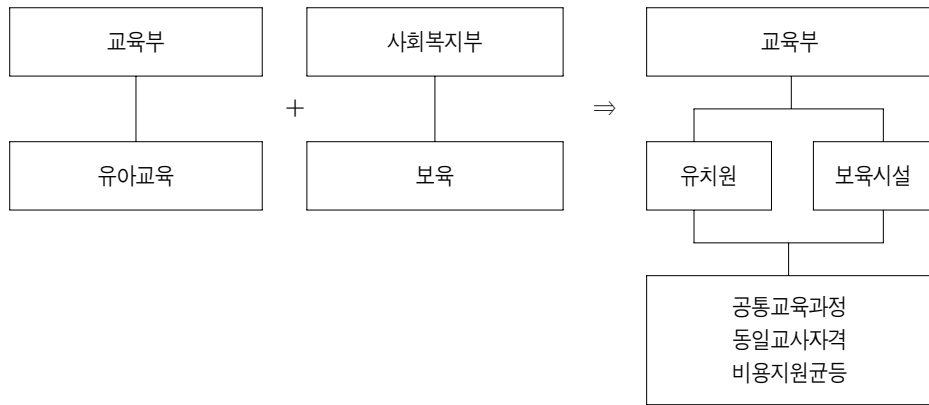 교육부
사회복지부
교육부
+
⇒
유아교육
보육
유치원
보육시설
공통교육과정
동일교사자격
비용지원균등